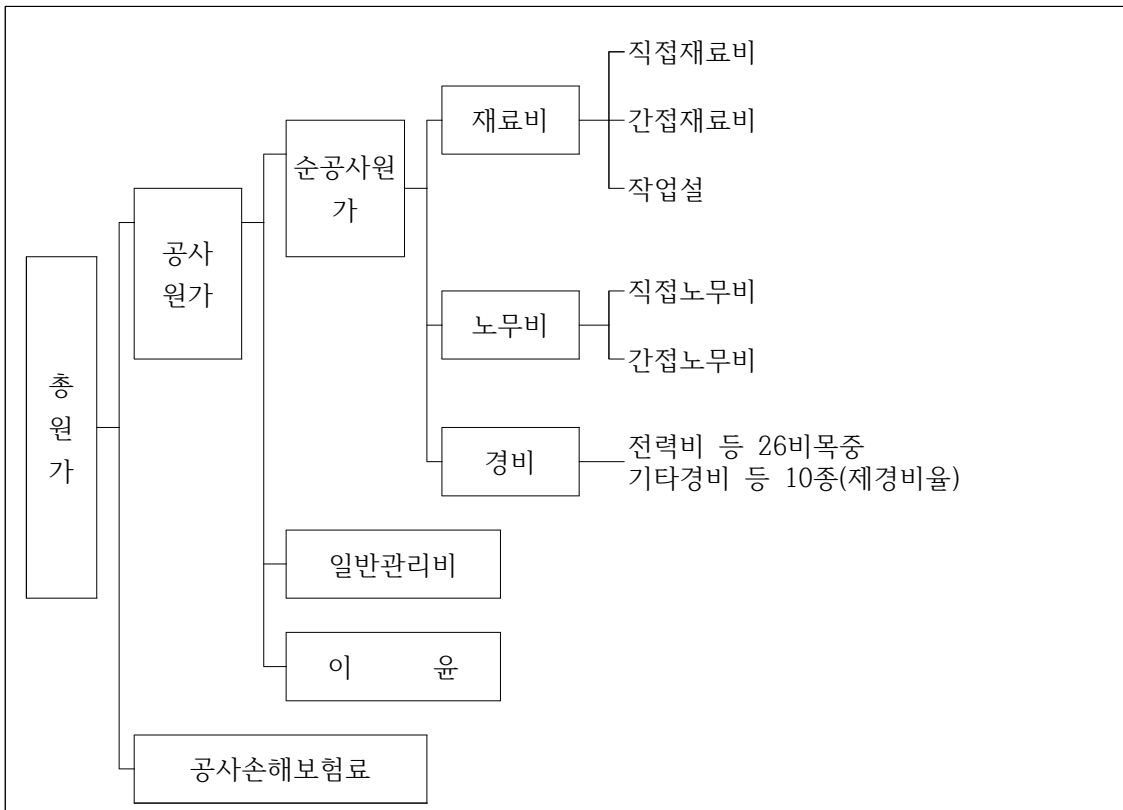 직접재료비
재료비
간접재료비
순공사원
가
작업설
공사
원가
직접노무비
노무비
간접노무비
총
원
가
경비
전력비 등 26비목중
기타경비 등 10종(제경비율)
일반관리비
이 윤
공사손해보험료